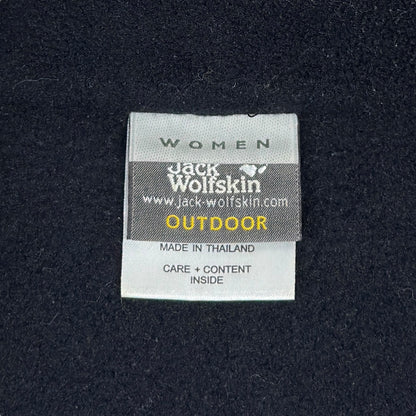 WOMEN
Jack
Wolfskin
www.jack-wolfskin.com
OUTDOOR
MADE IN THAILAND
CARE + CONTENT
INSIDE